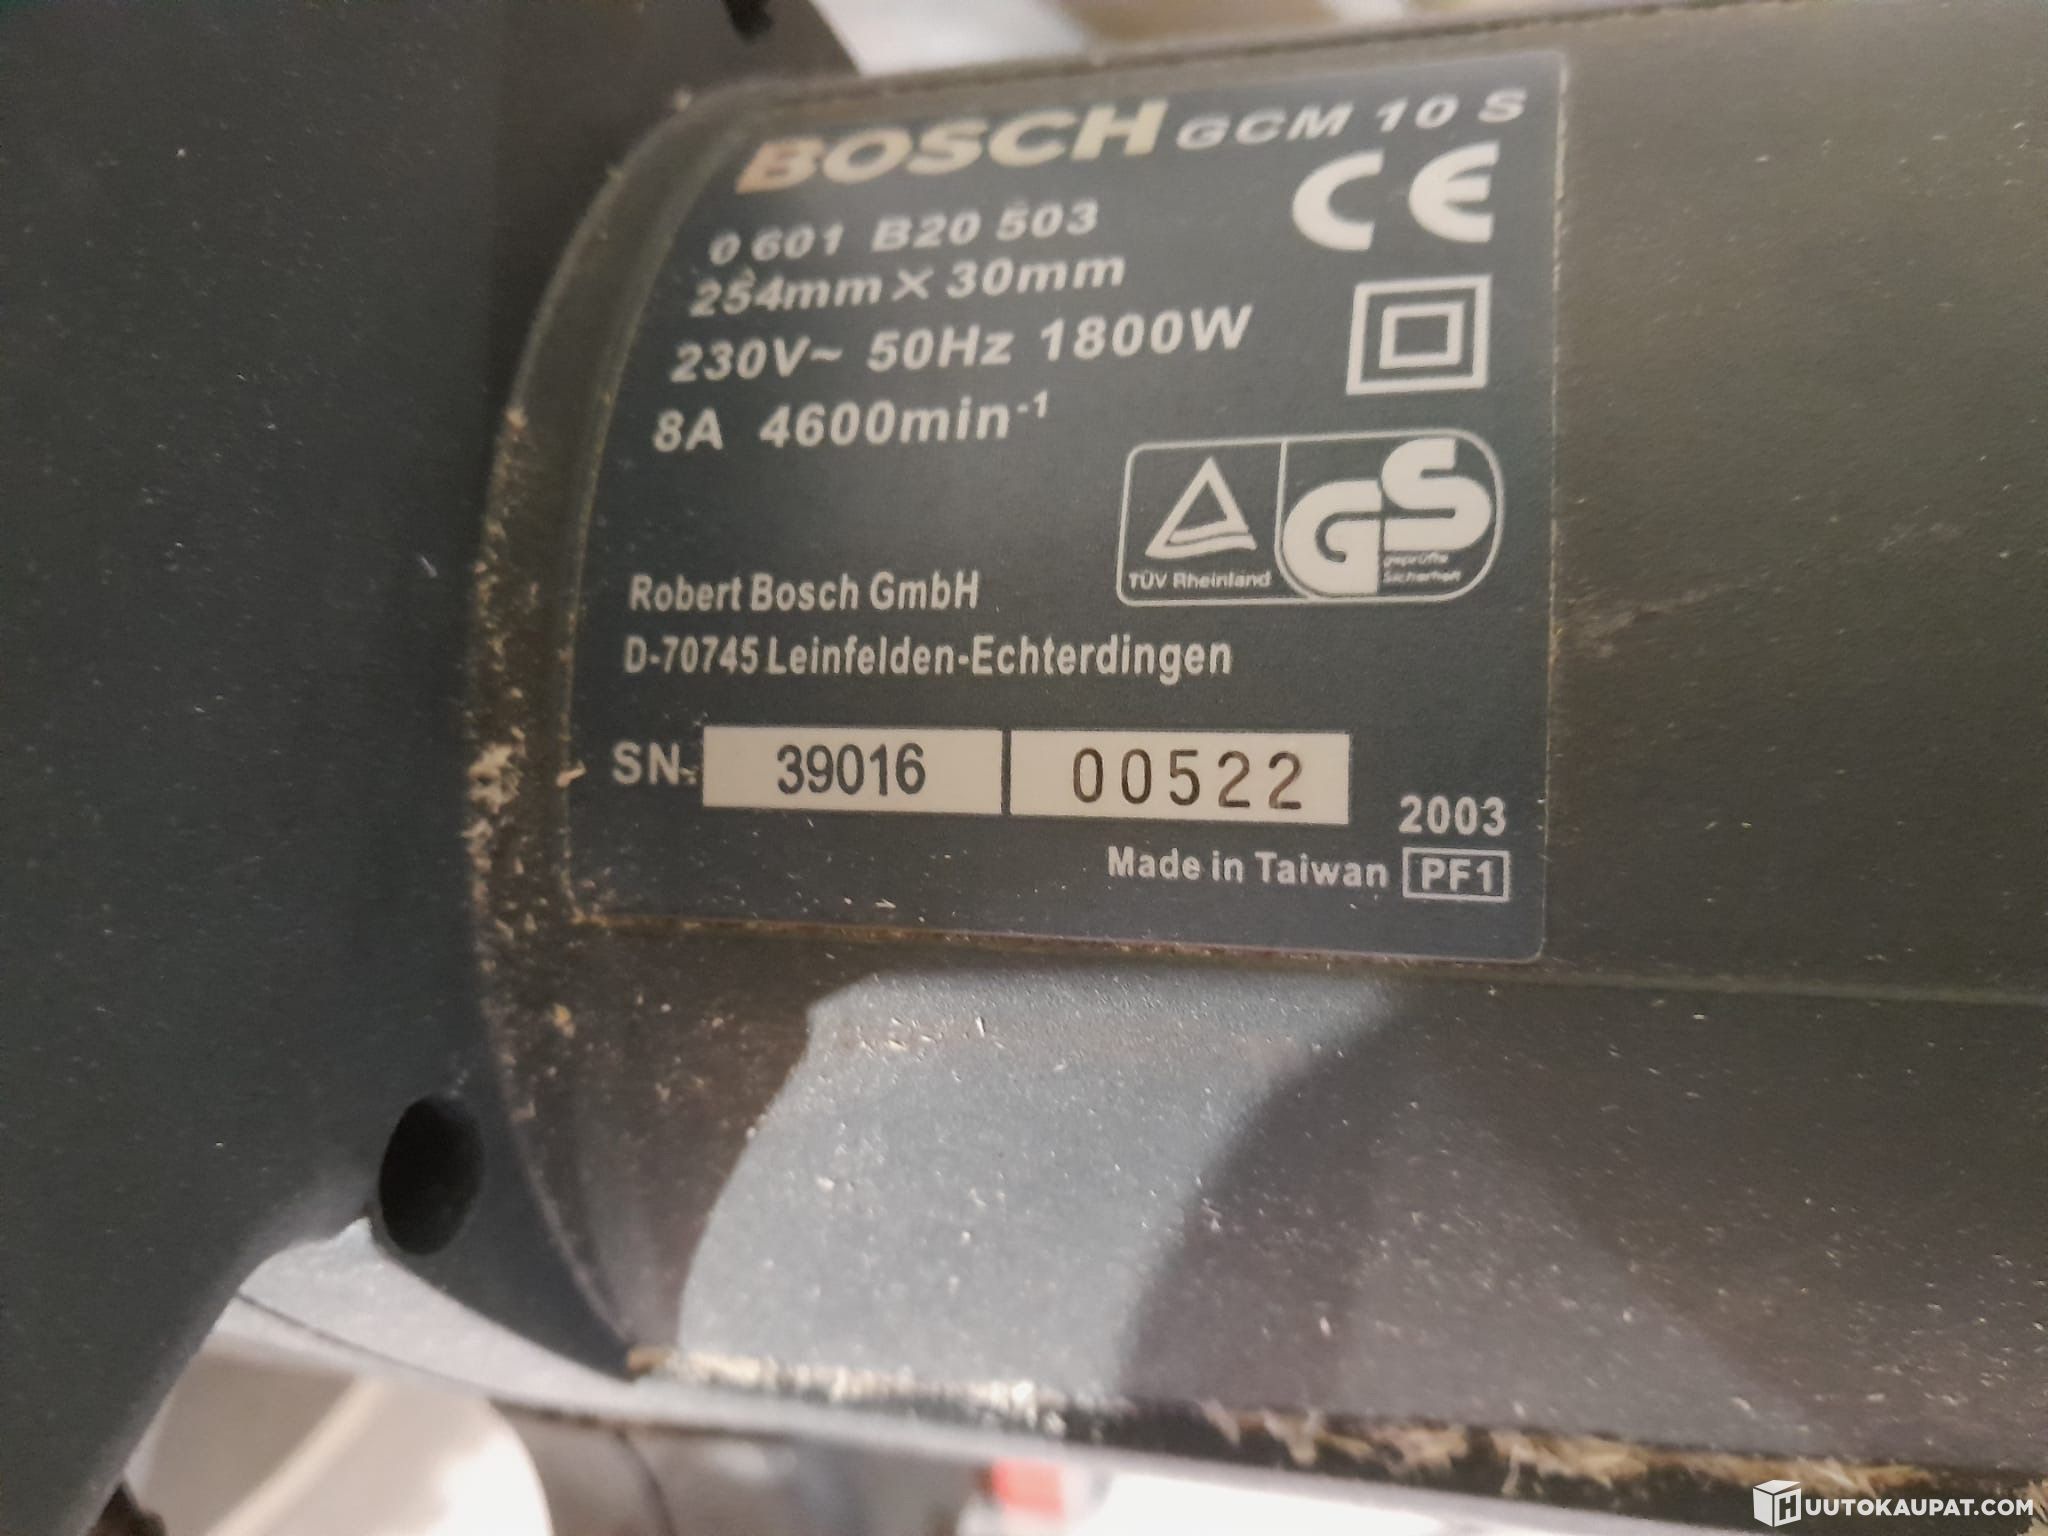 BOSCH GCM 10 S
CE
0 601 B20 503
254mm X 30mm
230V~ 50Hz 1800W
8A 4600min-1
TÜV Rheinland
GS
geprüfte
Sicherheit
Robert Bosch GmbH
D-70745 Leinfelden-Echterdingen
SN. 39016 00522
2003
Made in Taiwan PF1
HUUTOKAUPAT.COM